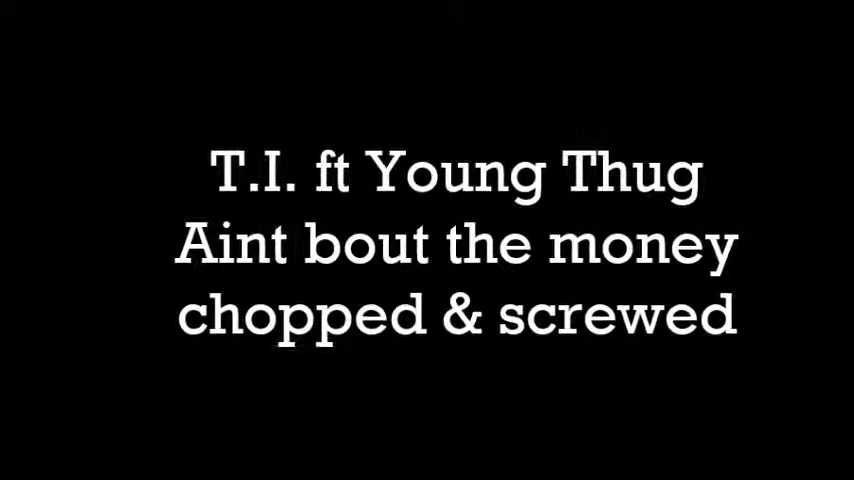 T.I. ft Young Thug
Aint bout the money
chopped & screwed